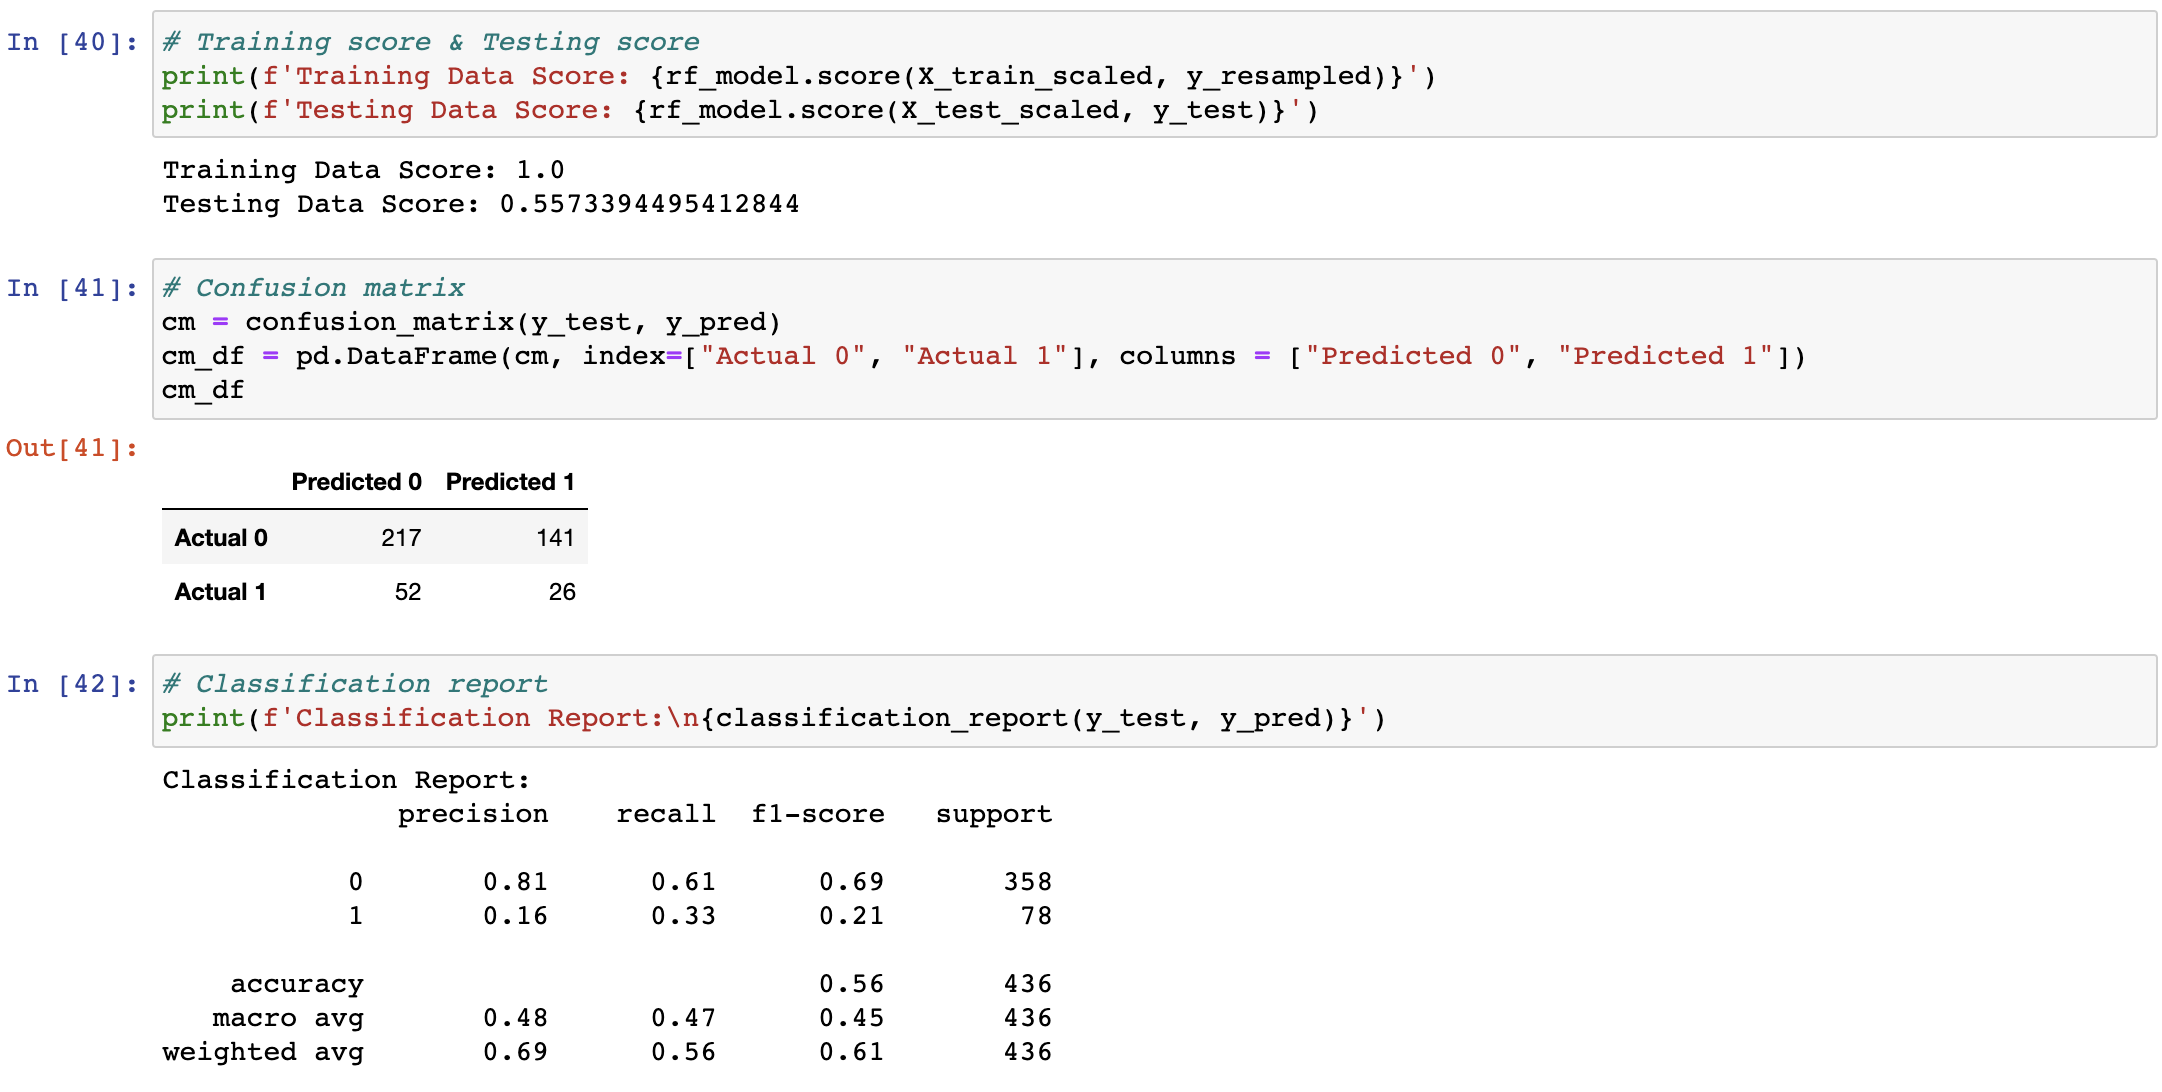 In [40]: # Training score & Testing score
print(f'Training Data Score: {rf_model.score(X_train_scaled, y_resampled)}')
print(f'Testing Data Score: {rf_model.score(X_test_scaled, y_test)}')
Training Data Score: 1.0
Testing Data Score: 0.5573394495412844
In [41]: # Confusion matrix
cm = confusion_matrix(y_test, y_pred)
cm_df = pd.DataFrame(cm, index=["Actual 0", "Actual 1"], columns = ["Predicted 0", "Predicted 1"])
cm_df
Out[41]:
Predicted 0 Predicted 1
Actual 0 217 141
Actual 1 52 26
In [42]: # Classification report
print(f'Classification Report:\n{classification_report(y_test, y_pred)}')
Classification Report:
precision recall f1-score support
0 0.81 0.61 0.69 358
1 0.16 0.33 0.21 78
accuracy 0.56 436
macro avg 0.48 0.47 0.45 436
weighted avg 0.69 0.56 0.61 436